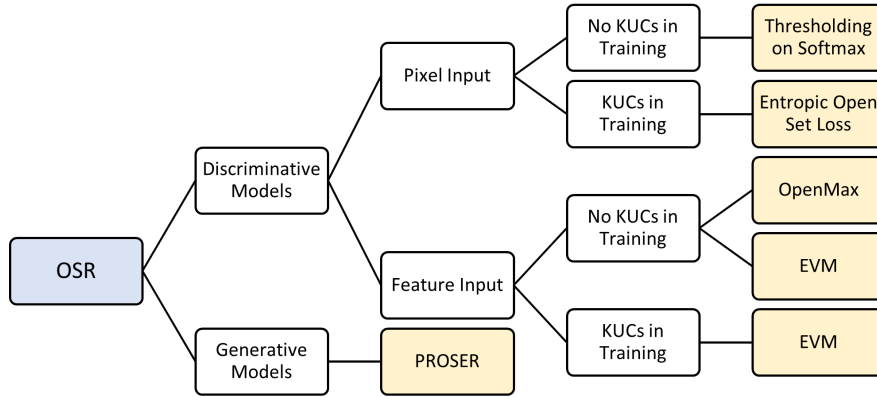 OSR
Discriminative
Models
Generative
Models
Pixel Input
Feature Input
PROSER
No KUCs in
Training
KUCs in
Training
No KUCs in
Training
KUCs in
Training
Thresholding
on Softmax
Entropic Open
Set Loss
OpenMax
EVM
EVM